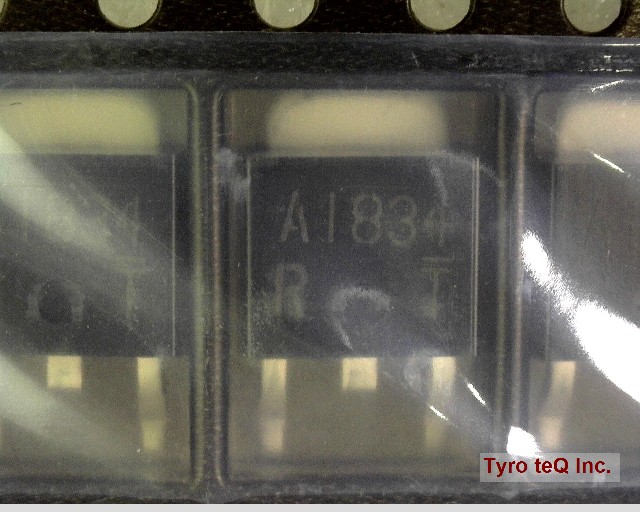 A1834
R T
Tyro teQ Inc.